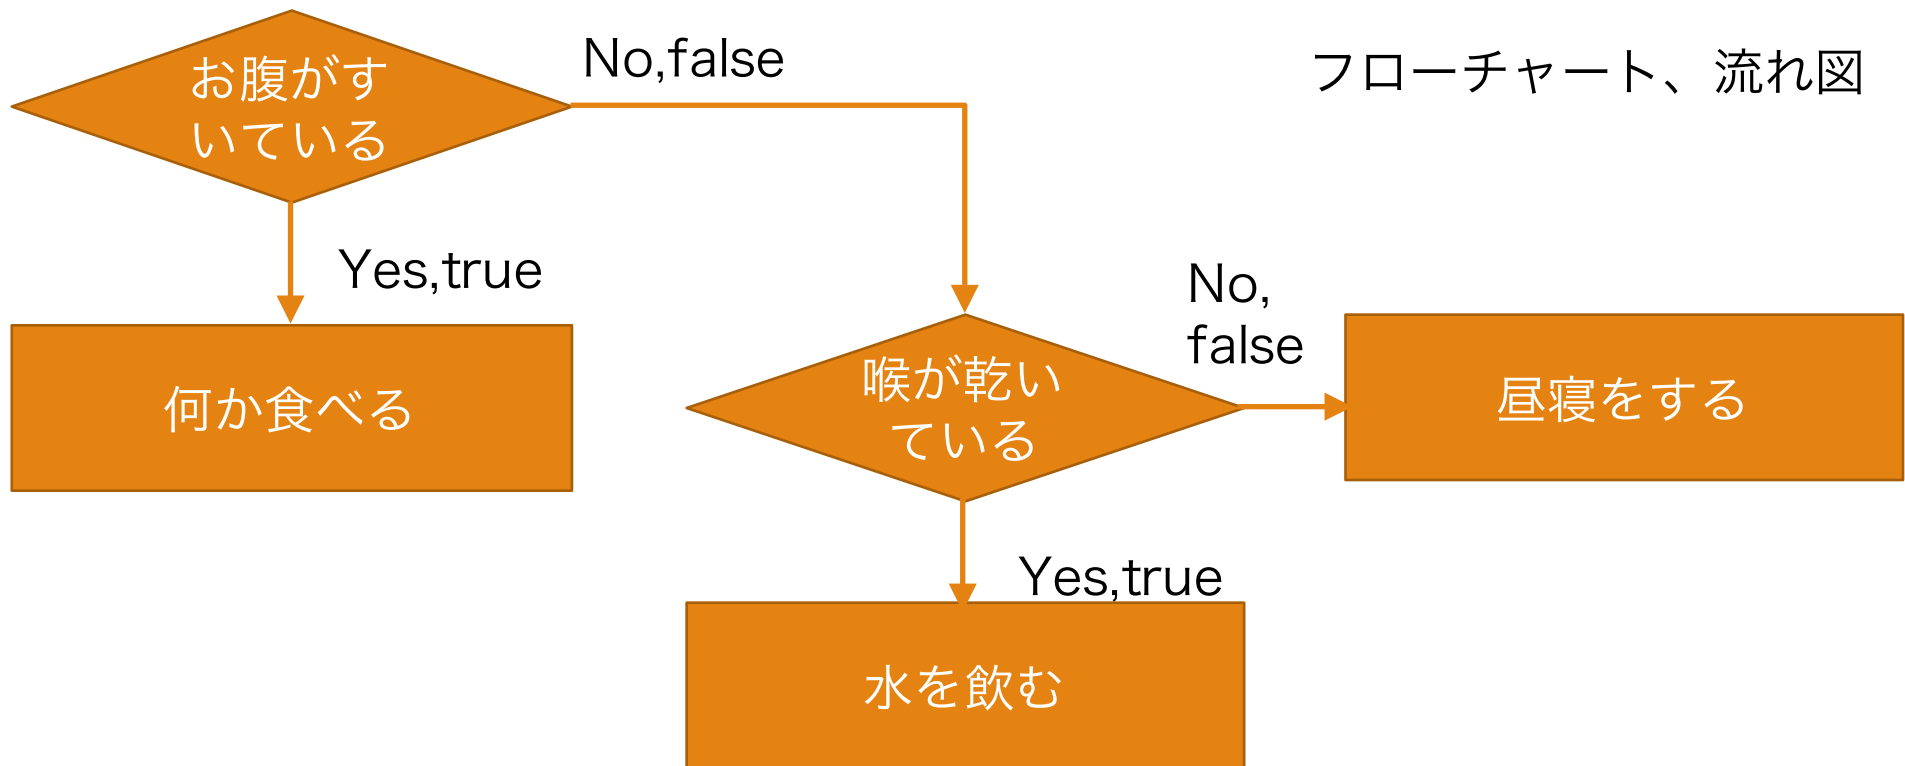 お腹がす
いている
No,false
フローチャート、流れ図
Yes,true
何か食べる
喉が乾い
ている
No,
false
昼寝をする
Yes,true
水を飲む